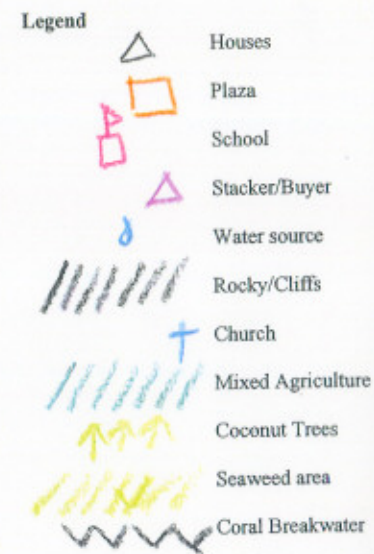 Legend
Houses
Plaza
School
Stacker/Buyer
Water source
Rocky/Cliffs
Church
Mixed Agriculture
Coconut Trees
Seaweed area
Coral Breakwater